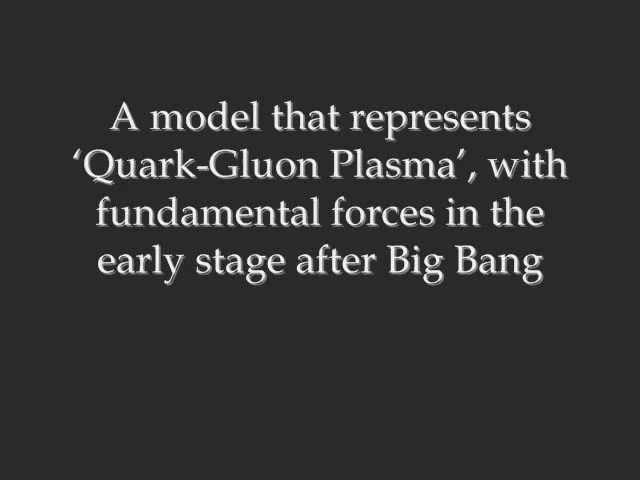 A model that represents
‘Quark-Gluon Plasma’, with
fundamental forces in the
early stage after Big Bang